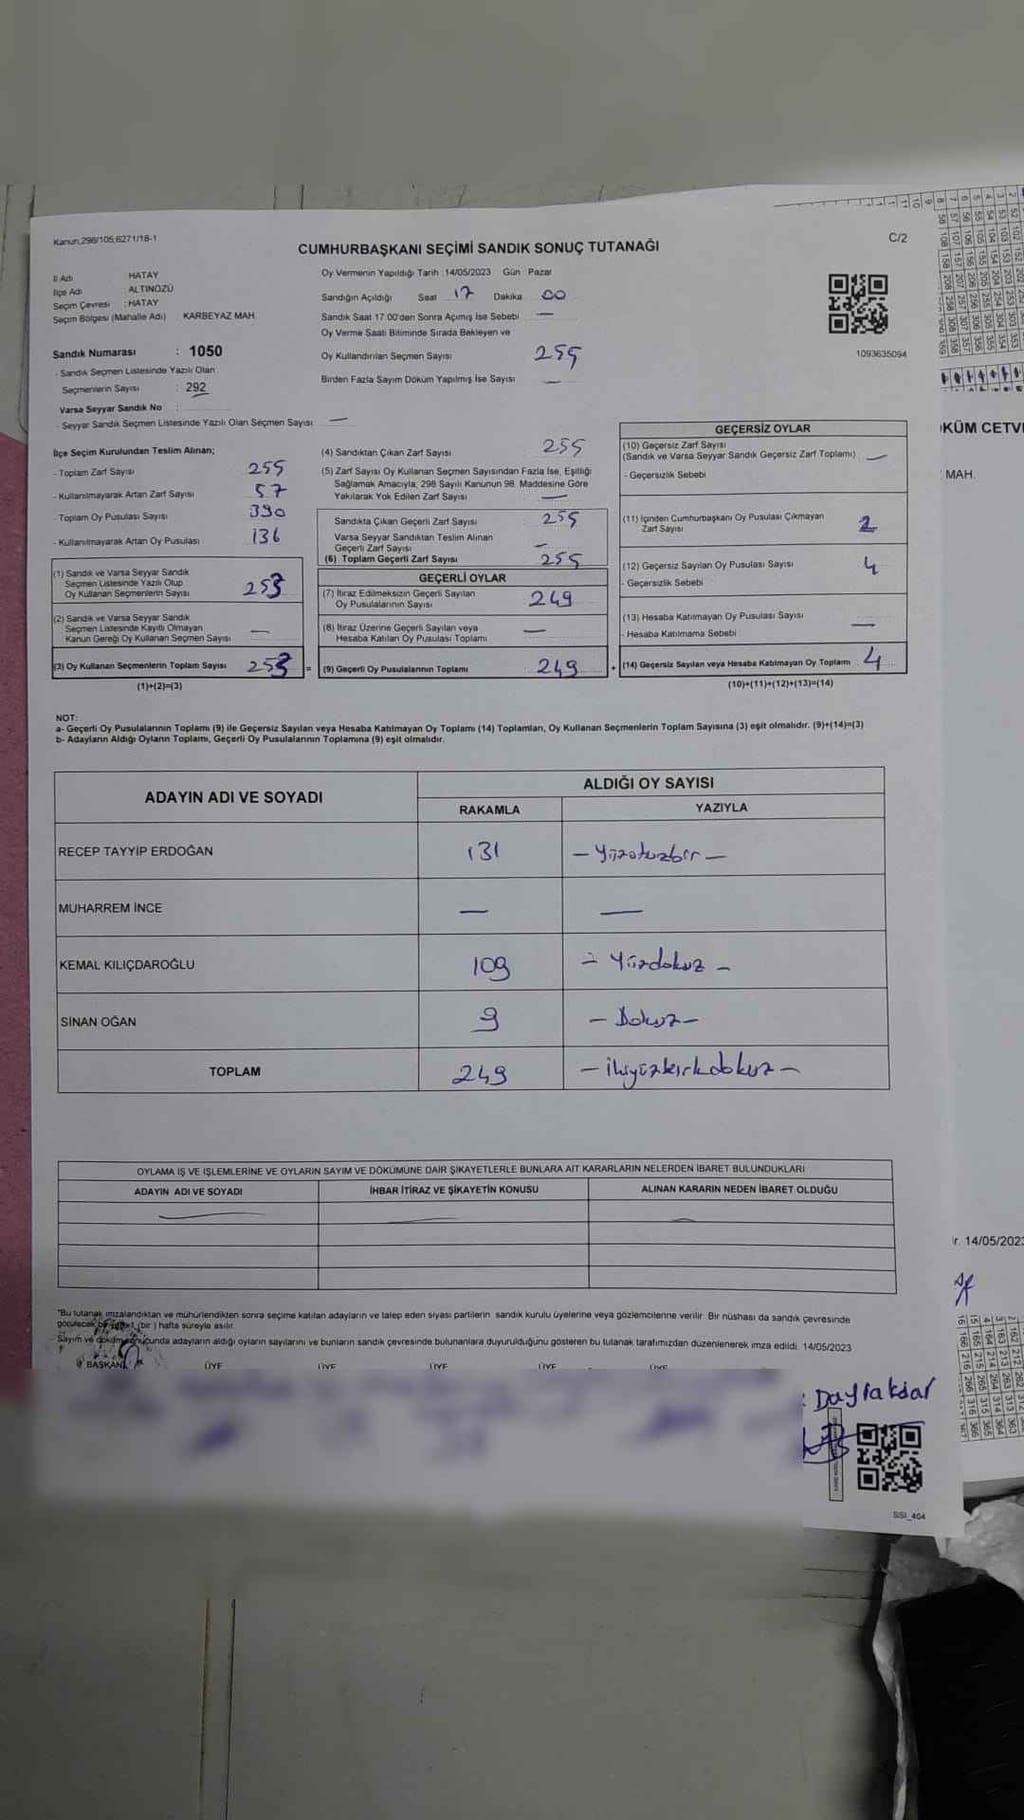 Kanun,298/105;6271/18-1
C/2
CUMHURBAŞKANI SEÇİMİ SANDIK SONUÇ TUTANAĞI
İl Adı : HATAY
İlçe Adı : ALTINÖZÜ
Seçim Çevresi : HATAY
Seçim Bölgesi (Mahalle Adı) KARBEYAZ MAH.
Sandık Numarası : 1050
- Sandık Seçmen Listesinde Yazılı Olan
Seçmenlerin Sayısı : 292
Varsa Seyyar Sandık No :
- Seyyar Sandık Seçmen Listesinde Yazılı Olan Seçmen Sayısı —
Oy Vermenin Yapıldığı Tarih :14/05/2023 Gün : Pazar
Sandığın Açıldığı Saat 17 Dakika 00
Sandık Saat 17:00'den Sonra Açılmış İse Sebebi —
Oy Verme Saati Bitiminde Sırada Bekleyen ve
Oy Kullandırılan Seçmen Sayısı 255
Birden Fazla Sayım Döküm Yapılmış İse Sayısı —
1093635094
İlçe Seçim Kurulundan Teslim Alınan;
- Toplam Zarf Sayısı 255
- Kullanılmayarak Artan Zarf Sayısı 57
- Toplam Oy Pusulası Sayısı 390
- Kullanılmayarak Artan Oy Pusulası 136
(1) Sandık ve Varsa Seyyar Sandık
Seçmen Listesinde Yazılı Olup
Oy Kullanan Seçmenlerin Sayısı 253
(2) Sandık ve Varsa Seyyar Sandık
Seçmen Listesinde Kayıtlı Olmayan
Kanun Gereği Oy Kullanan Seçmen Sayısı —
(3) Oy Kullanan Seçmenlerin Toplam Sayısı 253 =
(1)+(2)=(3)
(4) Sandıktan Çıkan Zarf Sayısı 255
(5) Zarf Sayısı Oy Kullanan Seçmen Sayısından Fazla İse, Eşitliği
Sağlamak Amacıyla, 298 Sayılı Kanunun 98. Maddesine Göre
Yakılarak Yok Edilen Zarf Sayısı —
Sandıkta Çıkan Geçerli Zarf Sayısı 255
Varsa Seyyar Sandıktan Teslim Alınan
Geçerli Zarf Sayısı —
(6) Toplam Geçerli Zarf Sayısı 255
GEÇERLİ OYLAR
(7) İtiraz Edilmeksizin Geçerli Sayılan
Oy Pusulalarının Sayısı 249
(8) İtiraz Üzerine Geçerli Sayılan veya
Hesaba Katılan Oy Pusulası Toplamı —
(9) Geçerli Oy Pusulalarının Toplamı 249 +
GEÇERSİZ OYLAR
(10) Geçersiz Zarf Sayısı
(Sandık ve Varsa Seyyar Sandık Geçersiz Zarf Toplamı) —
- Geçersizlik Sebebi
(11) İçinden Cumhurbaşkanı Oy Pusulası Çıkmayan
Zarf Sayısı 2
(12) Geçersiz Sayılan Oy Pusulası Sayısı 4
- Geçersizlik Sebebi
(13) Hesaba Katılmayan Oy Pusulası Sayısı —
- Hesaba Katılmama Sebebi
(14) Geçersiz Sayılan veya Hesaba Katılmayan Oy Toplamı 4
(10)+(11)+(12)+(13)=(14)
NOT:
a- Geçerli Oy Pusulalarının Toplamı (9) ile Geçersiz Sayılan veya Hesaba Katılmayan Oy Toplamı (14) Toplamları, Oy Kullanan Seçmenlerin Toplam Sayısına (3) eşit olmalıdır. (9)+(14)=(3)
b- Adayların Aldığı Oyların Toplamı, Geçerli Oy Pusulalarının Toplamına (9) eşit olmalıdır.
ADAYIN ADI VE SOYADI
ALDIĞI OY SAYISI
RAKAMLA YAZIYLA
RECEP TAYYİP ERDOĞAN 131 — Yüzotuzbir —
MUHARREM İNCE — —
KEMAL KILIÇDAROĞLU 109 — Yüzdokuz —
SİNAN OĞAN 9 — Dokuz —
TOPLAM 249 — İkiyüzkırkdokuz —
OYLAMA İŞ VE İŞLEMLERİNE VE OYLARIN SAYIM VE DÖKÜMÜNE DAİR ŞİKAYETLERLE BUNLARA AİT KARARLARIN NELERDEN İBARET BULUNDUKLARI
ADAYIN ADI VE SOYADI İHBAR İTİRAZ VE ŞİKAYETİN KONUSU ALINAN KARARIN NEDEN İBARET OLDUĞU
*Bu tutanak imzalandıktan ve mühürlendikten sonra seçime katılan adayların ve talep eden siyasi partilerin sandık kurulu üyelerine veya gözlemcilerine verilir. Bir nüshası da sandık çevresinde
görülecek bir yere 1 (bir ) hafta süreyle asılır.
Sayım ve döküm sonucunda adayların aldığı oyların sayılarını ve bunların sandık çevresinde bulunanlara duyurulduğunu gösteren bu tutanak tarafımızdan düzenlenerek imza edildi. 14/05/2023
BAŞKAN ÜYE ÜYE ÜYE ÜYE ÜYE
Bayraktar
SSI_404
KÜM CETV
MAH.
r. 14/05/2023